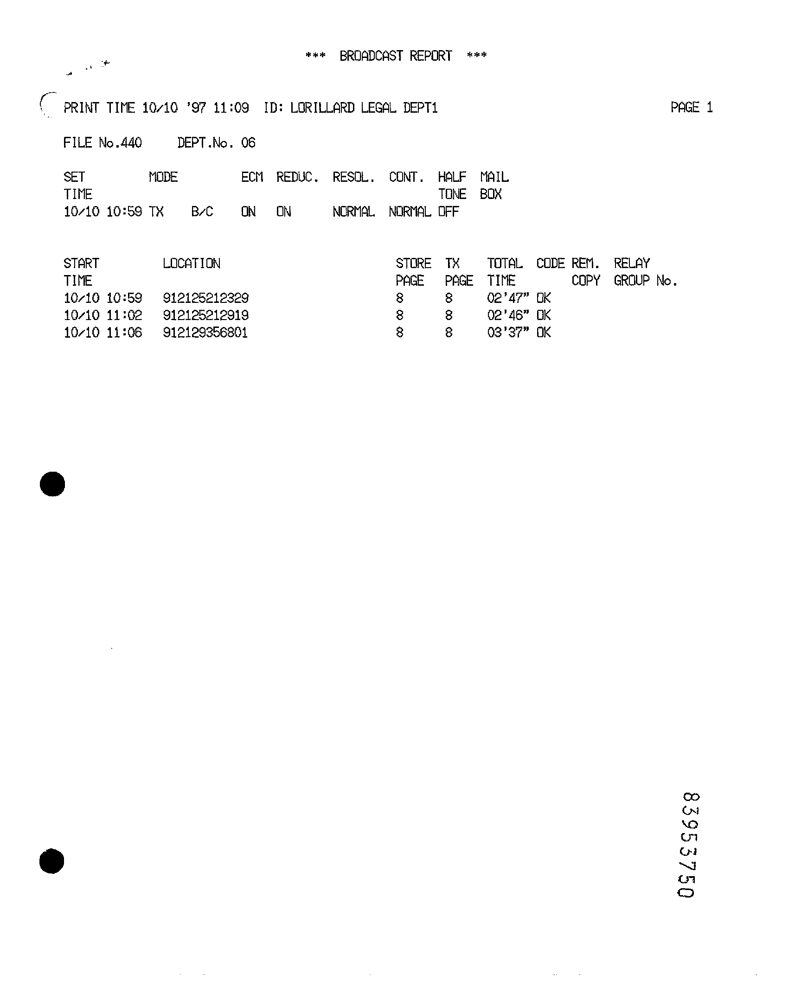 *** BROADCAST REPORT ***
PRINT TIME 10/10 '97 11:09 ID: LORILLARD LEGAL DEPT1 PAGE 1
FILE No.440 DEPT.No. 06
SET MODE ECM REDUC. RESOL. CONT. HALF MAIL
TIME TONE BOX
10/10 10:59 TX B/C ON ON NORMAL NORMAL OFF
START LOCATION STORE TX TOTAL CODE REM. RELAY
TIME PAGE PAGE TIME COPY GROUP No.
10/10 10:59 912125212329 8 8 02'47" OK
10/10 11:02 912125212919 8 8 02'46" OK
10/10 11:06 912129356801 8 8 03'37" OK
83953750